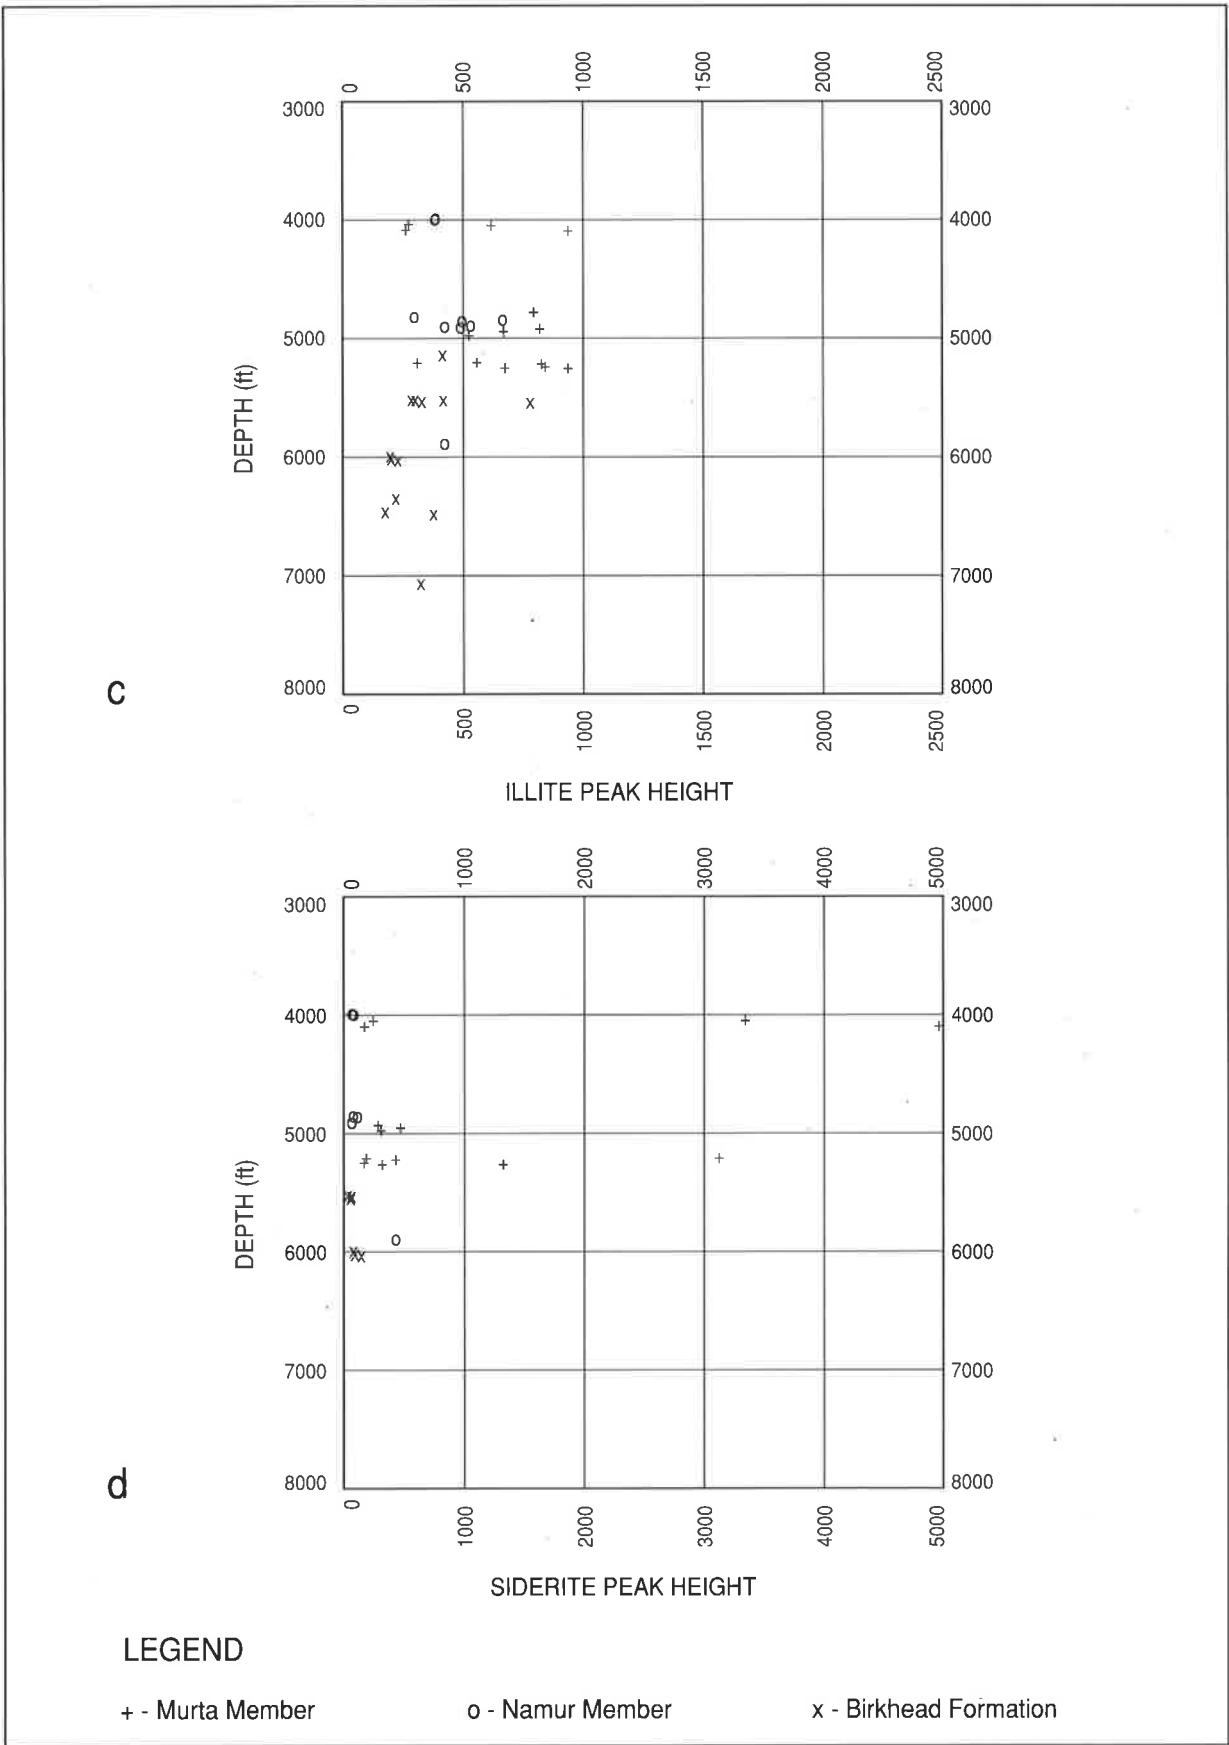 0 500 1000 1500 2000 2500
3000 3000
4000 4000
5000 5000
DEPTH (ft)
6000 6000
7000 7000
c
8000 8000
0 500 1000 1500 2000 2500
ILLITE PEAK HEIGHT
0 1000 2000 3000 4000 5000
3000 3000
4000 4000
5000 5000
DEPTH (ft)
6000 6000
7000 7000
d
8000 8000
0 1000 2000 3000 4000 5000
SIDERITE PEAK HEIGHT
LEGEND
+ - Murta Member o - Namur Member x - Birkhead Formation